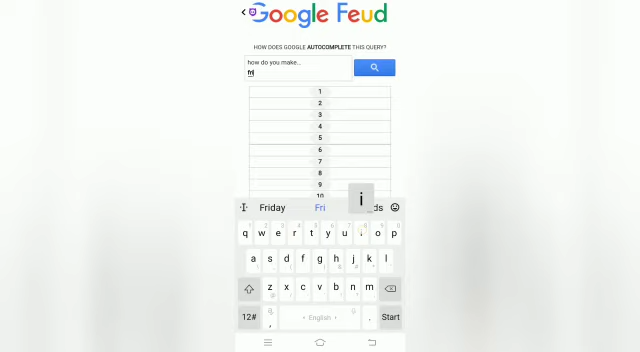 Google Feud
HOW DOES GOOGLE AUTOCOMPLETE THIS QUERY?
how do you make...
fri
1
2
3
4
5
6
7
8
9
10
Friday Fri i ds
q w e r t y u i o p
a s d f g h j k l
z x c v b n m
12# , English . Start